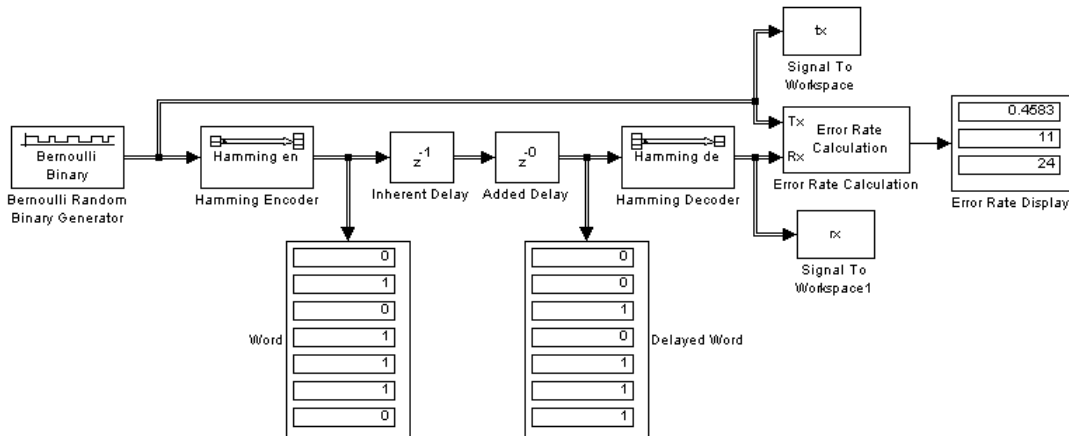 tx
Signal To
Workspace
Bernoulli
Binary
Bernoulli Random
Binary Generator
Hamming en
Hamming Encoder
z-1
Inherent Delay
z-0
Added Delay
Hamming de
Hamming Decoder
Tx
Rx
Error Rate
Calculation
Error Rate Calculation
0.4583
11
24
Error Rate Display
rx
Signal To
Workspace1
Word
0
1
0
1
1
1
0
Delayed Word
0
0
1
0
1
1
1